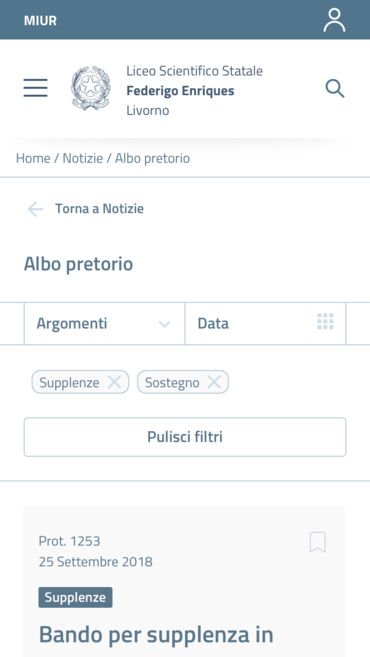 MIUR
Liceo Scientifico Statale
Federigo Enriques
Livorno
Home / Notizie / Albo pretorio
Torna a Notizie
Albo pretorio
Argomenti
Data
Supplenze
Sostegno
Pulisci filtri
Prot. 1253
25 Settembre 2018
Supplenze
Bando per supplenza in